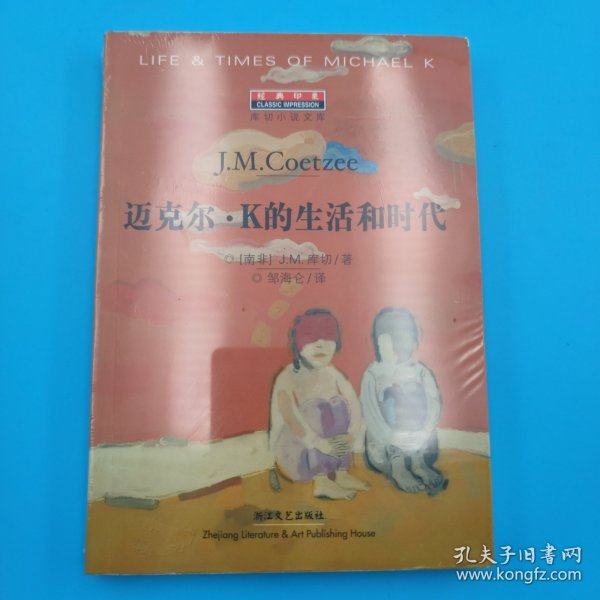 LIFE & TIMES OF MICHAEL K
经典印象
CLASSIC IMPRESSION
库切小说文库
J.M.Coetzee
迈克尔·K的生活和时代
◎ [南非] J.M.库切/著
◎ 邹海仑/译
浙江文艺出版社
Zhejiang Literature & Art Publishing House
孔夫子旧书网
www.kongfz.com